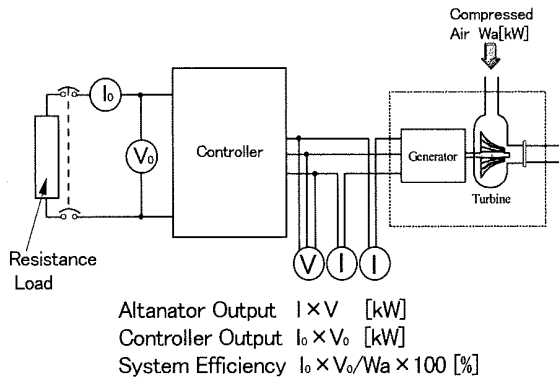 Compressed
Air Wa[kW]
I₀
V₀
Controller
Generator
Turbine
Resistance
Load
V
I
I
Altanator Output I×V [kW]
Controller Output I₀×V₀ [kW]
System Efficiency I₀×V₀/Wa×100 [%]